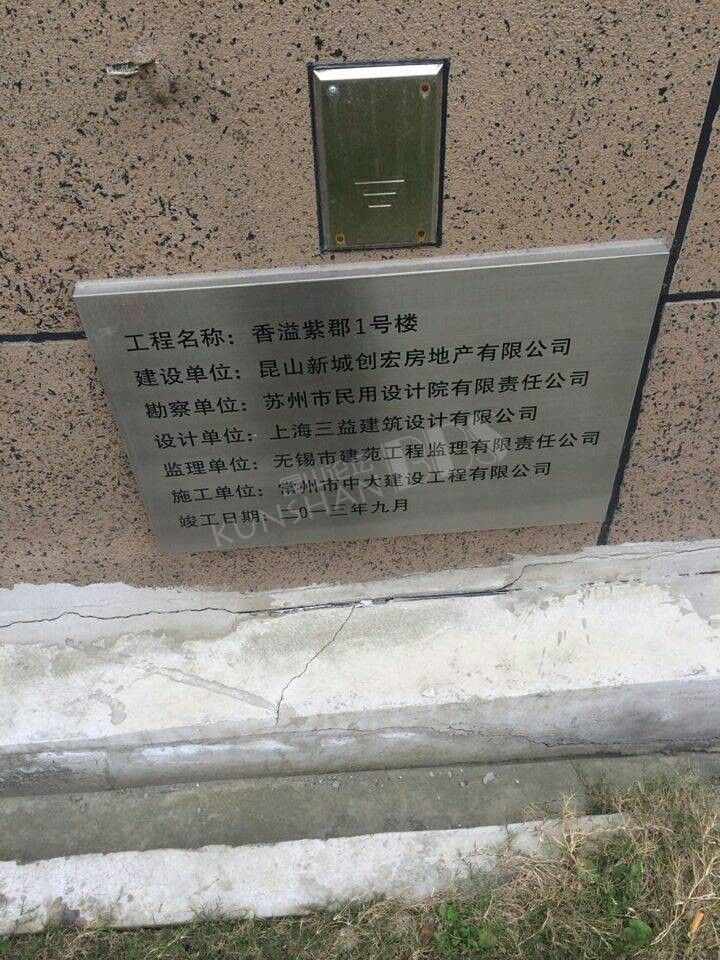 工程名称：香溢紫郡1号楼
建设单位：昆山新城创宏房地产有限公司
勘察单位：苏州市民用设计院有限责任公司
设计单位：上海三益建筑设计有限公司
监理单位：无锡市建苑工程监理有限责任公司
施工单位：常州市中大建设工程有限公司
竣工日期：二〇一三年九月
KUNSHAN